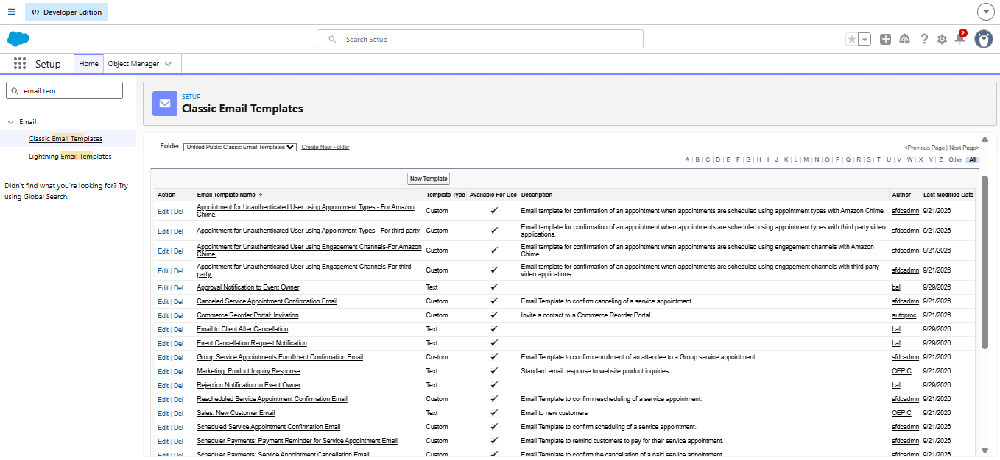 Developer Edition
Search Setup
2
Setup
Home
Object Manager
email tem
Email
Classic Email Templates
Lightning Email Templates
Didn't find what you're looking for? Try
using Global Search.
SETUP
Classic Email Templates
Folder Unfiled Public Classic Email Templates Create New Folder
<Previous Page | Next Page>
A | B | C | D | E | F | G | H | I | J | K | L | M | N | O | P | Q | R | S | T | U | V | W | X | Y | Z | Other | All
New Template
Action Email Template Name ↑ Template Type Available For Use Description Author Last Modified Date
Edit | Del Appointment for Unauthenticated User using Appointment Types - For Amazon Chime. Custom ✓ Email template for confirmation of an appointment when appointments are scheduled using appointment types with Amazon Chime. sfdcadmn 9/21/2026
Edit | Del Appointment for Unauthenticated User using Appointment Types - For third party. Custom ✓ Email template for confirmation of an appointment when appointments are scheduled using appointment types with third party video applications. sfdcadmn 9/21/2026
Edit | Del Appointment for Unauthenticated User using Engagement Channels-For Amazon Chime. Custom ✓ Email template for confirmation of an appointment when appointments are scheduled using engagement channels with Amazon Chime. sfdcadmn 9/21/2026
Edit | Del Appointment for Unauthenticated User using Engagement Channels-For third party. Custom ✓ Email template for confirmation of an appointment when appointments are scheduled using engagement channels with third party video applications. sfdcadmn 9/21/2026
Edit | Del Approval Notification to Event Owner Text ✓ bal 9/29/2026
Edit | Del Canceled Service Appointment Confirmation Email Custom ✓ Email Template to confirm canceling of a service appointment. sfdcadmn 9/21/2026
Edit | Del Commerce Reorder Portal: Invitation Custom ✓ Invite a contact to a Commerce Reorder Portal. autoproc 9/21/2026
Edit | Del Email to Client After Cancellation Text ✓ bal 9/29/2026
Edit | Del Event Cancellation Request Notification Text ✓ bal 9/29/2026
Edit | Del Group Service Appointments Enrollment Confirmation Email Custom ✓ Email Template to confirm enrollment of an attendee to a Group service appointment. sfdcadmn 9/21/2026
Edit | Del Marketing: Product Inquiry Response Text ✓ Standard email response to website product inquiries OEPIC 9/21/2026
Edit | Del Rejection Notification to Event Owner Text ✓ bal 9/29/2026
Edit | Del Rescheduled Service Appointment Confirmation Email Custom ✓ Email Template to confirm rescheduling of a service appointment. sfdcadmn 9/21/2026
Edit | Del Sales: New Customer Email Text ✓ Email to new customers OEPIC 9/21/2026
Edit | Del Scheduled Service Appointment Confirmation Email Custom ✓ Email Template to confirm scheduling of a service appointment. sfdcadmn 9/21/2026
Edit | Del Scheduler Payments: Payment Reminder for Service Appointment Email Custom ✓ Email Template to remind customers to pay for their service appointment. sfdcadmn 9/21/2026
Edit | Del Scheduler Payments: Service Appointment Cancellation Email Custom ✓ Email Template to confirm the cancellation of a paid service appointment. sfdcadmn 9/21/2026